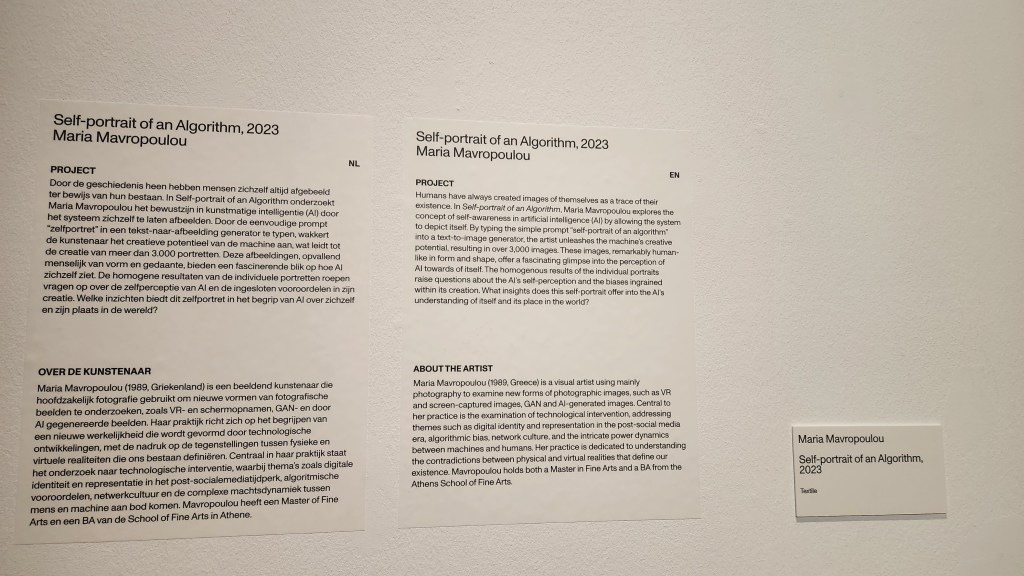 Self-portrait of an Algorithm, 2023
Maria Mavropoulou
NL
PROJECT
Door de geschiedenis heen hebben mensen zichzelf altijd afgebeeld
ter bewijs van hun bestaan. In Self-portrait of an Algorithm onderzoekt
Maria Mavropoulou het bewustzijn in kunstmatige intelligentie (AI) door
het systeem zichzelf te laten afbeelden. Door de eenvoudige prompt
“zelfportret” in een tekst-naar-afbeelding generator te typen, wakkert
de kunstenaar het creatieve potentieel van de machine aan, wat leidt tot
de creatie van meer dan 3.000 portretten. Deze afbeeldingen, opvallend
menselijk van vorm en gedaante, bieden een fascinerende blik op hoe AI
zichzelf ziet. De homogene resultaten van de individuele portretten roepen
vragen op over de zelfperceptie van AI en de ingesloten vooroordelen in zijn
creatie. Welke inzichten biedt dit zelfportret in het begrip van AI over zichzelf
en zijn plaats in de wereld?
OVER DE KUNSTENAAR
Maria Mavropoulou (1989, Griekenland) is een beeldend kunstenaar die
hoofdzakelijk fotografie gebruikt om nieuwe vormen van fotografische
beelden te onderzoeken, zoals VR- en schermopnamen, GAN- en door
AI gegenereerde beelden. Haar praktijk richt zich op het begrijpen van
een nieuwe werkelijkheid die wordt gevormd door technologische
ontwikkelingen, met de nadruk op de tegenstellingen tussen fysieke en
virtuele realiteiten die ons bestaan definiëren. Centraal in haar praktijk staat
het onderzoek naar technologische interventie, waarbij thema's zoals digitale
identiteit en representatie in het post-socialemediatijdperk, algoritmische
vooroordelen, netwerkcultuur en de complexe machtsdynamiek tussen
mens en machine aan bod komen. Mavropoulou heeft een Master of Fine
Arts en een BA van de School of Fine Arts in Athene.
Self-portrait of an Algorithm, 2023
Maria Mavropoulou
EN
PROJECT
Humans have always created images of themselves as a trace of their
existence. In Self-portrait of an Algorithm, Maria Mavropoulou explores the
concept of self-awareness in artificial intelligence (AI) by allowing the system
to depict itself. By typing the simple prompt “self-portrait of an algorithm”
into a text-to-image generator, the artist unleashes the machine's creative
potential, resulting in over 3,000 images. These images, remarkably human-
like in form and shape, offer a fascinating glimpse into the perception of
AI towards of itself. The homogenous results of the individual portraits
raise questions about the AI's self-perception and the biases ingrained
within its creation. What insights does this self-portrait offer into the AI's
understanding of itself and its place in the world?
ABOUT THE ARTIST
Maria Mavropoulou (1989, Greece) is a visual artist using mainly
photography to examine new forms of photographic images, such as VR
and screen-captured images, GAN and AI-generated images. Central to
her practice is the examination of technological intervention, addressing
themes such as digital identity and representation in the post-social media
era, algorithmic bias, network culture, and the intricate power dynamics
between machines and humans. Her practice is dedicated to understanding
the contradictions between physical and virtual realities that define our
existence. Mavropoulou holds both a Master in Fine Arts and a BA from the
Athens School of Fine Arts.
Maria Mavropoulou
Self-portrait of an Algorithm,
2023
Textile